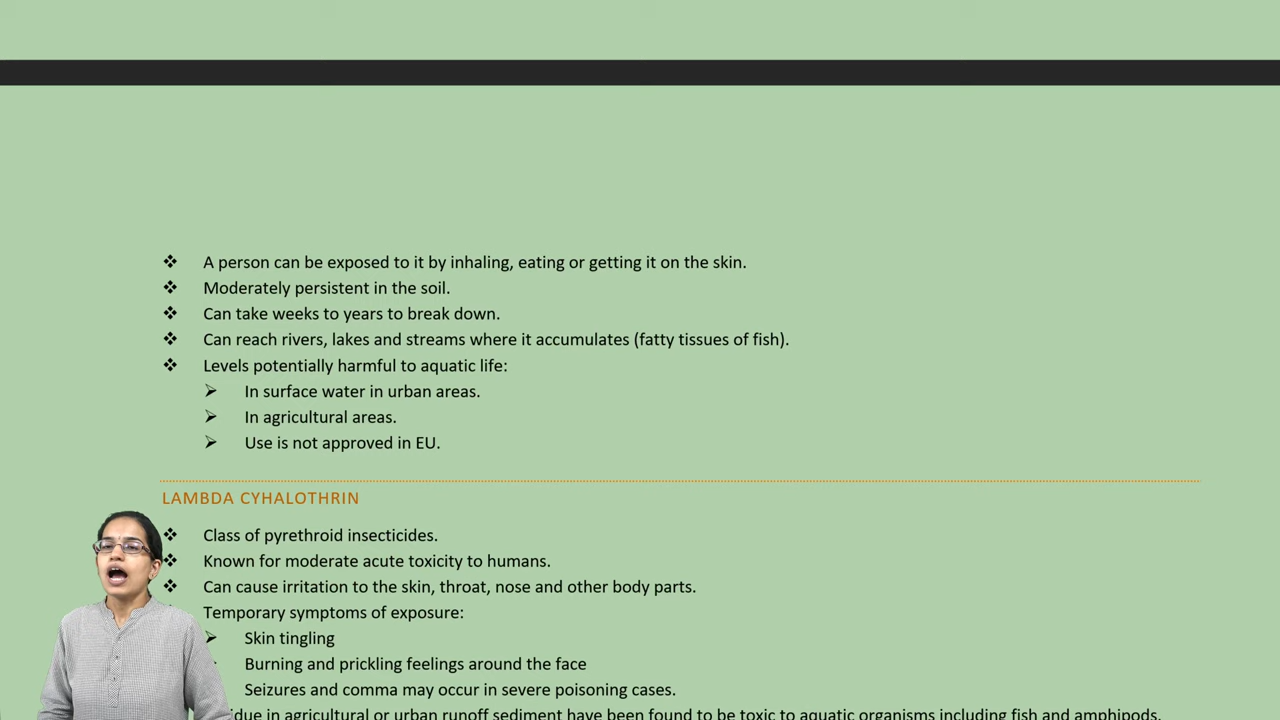 ❖ A person can be exposed to it by inhaling, eating or getting it on the skin.
❖ Moderately persistent in the soil.
❖ Can take weeks to years to break down.
❖ Can reach rivers, lakes and streams where it accumulates (fatty tissues of fish).
❖ Levels potentially harmful to aquatic life:
➢ In surface water in urban areas.
➢ In agricultural areas.
➢ Use is not approved in EU.
LAMBDA CYHALOTHRIN
❖ Class of pyrethroid insecticides.
❖ Known for moderate acute toxicity to humans.
❖ Can cause irritation to the skin, throat, nose and other body parts.
Temporary symptoms of exposure:
➢ Skin tingling
Burning and prickling feelings around the face
Seizures and comma may occur in severe poisoning cases.
in agricultural or urban runoff sediment have been found to be toxic to aquatic organisms including fish and amphipods.